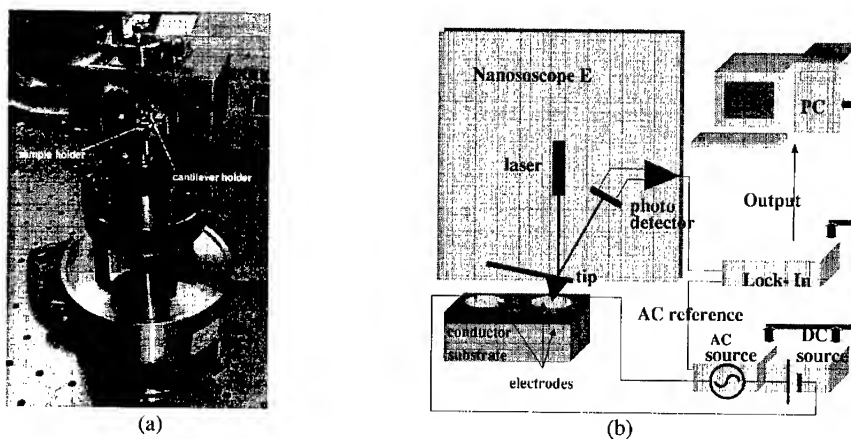 sample holder
cantilever holder
(a)
Nanososcope E
laser
photo
detector
tip
conductor
substrate
electrodes
AC reference
PC
Output
Lock- In
AC
source
DC
source
(b)